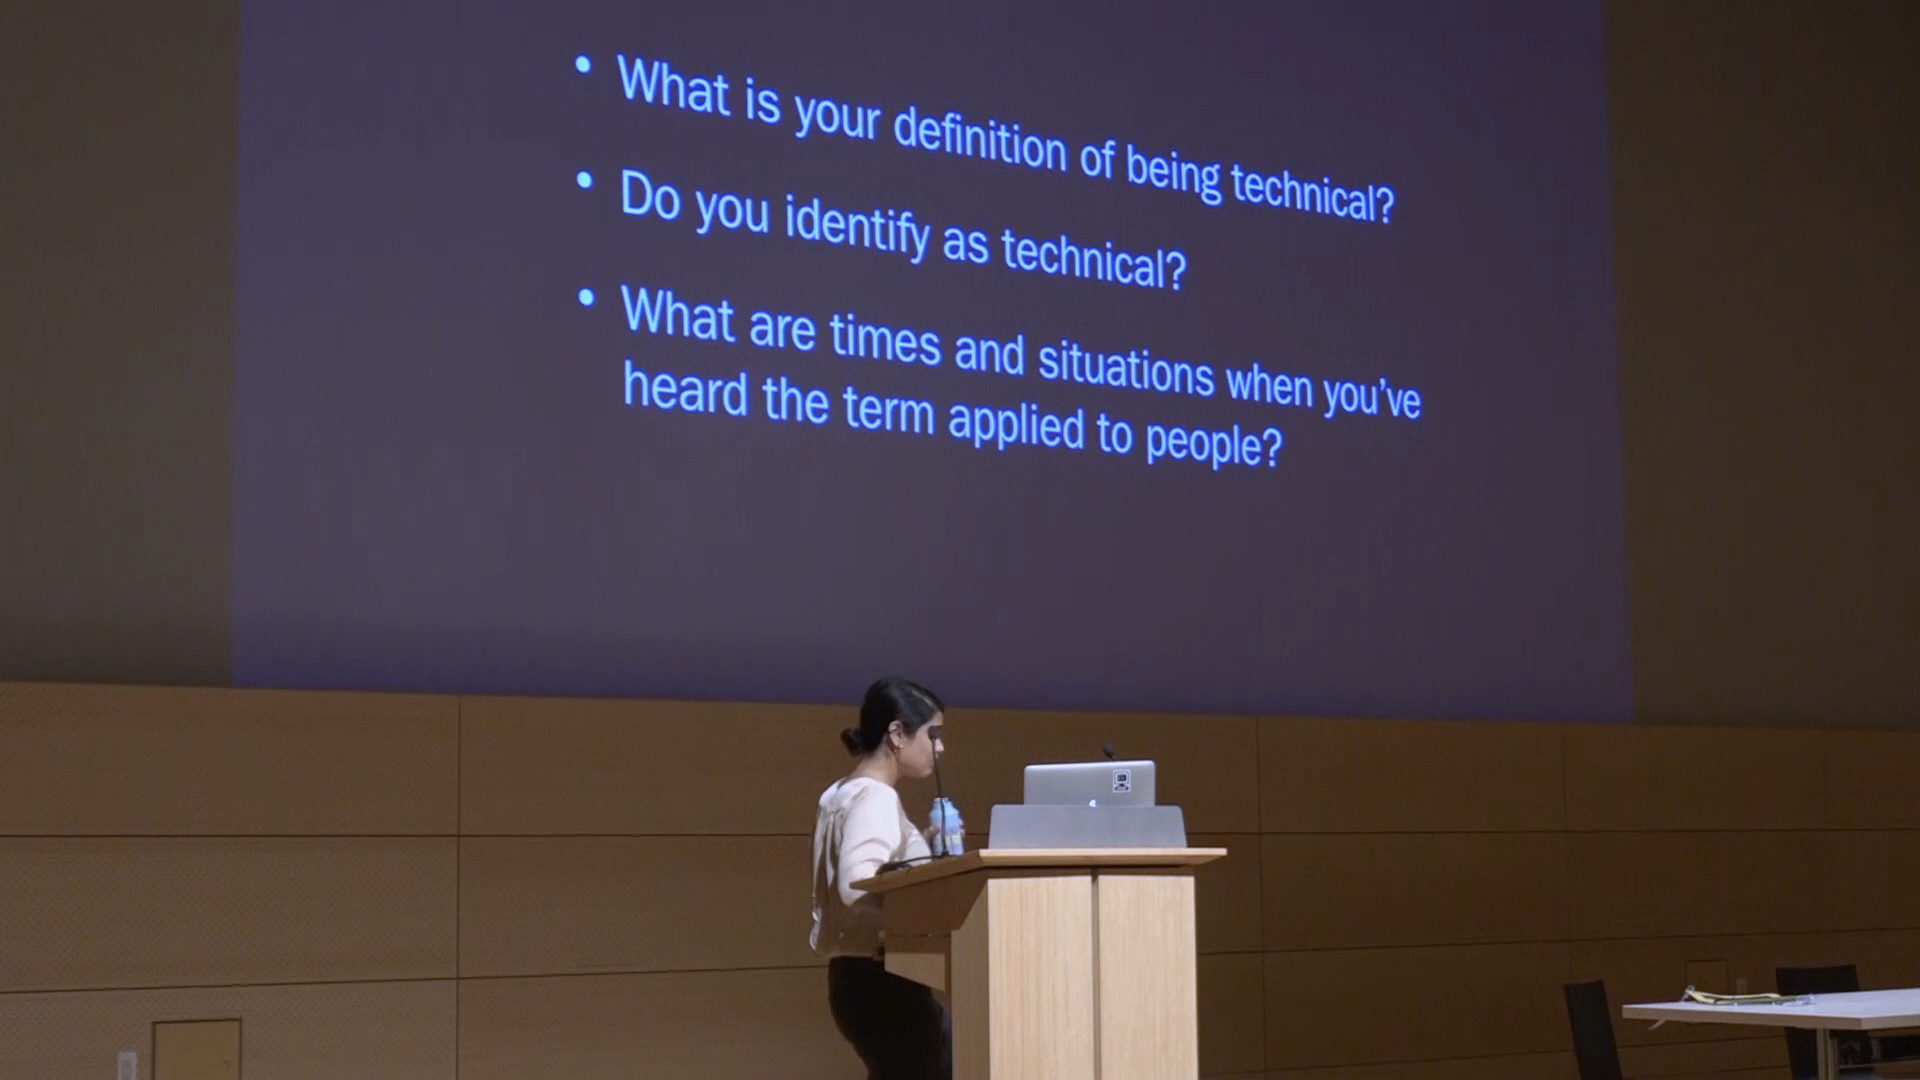 • What is your definition of being technical?
• Do you identify as technical?
• What are times and situations when you've
heard the term applied to people?